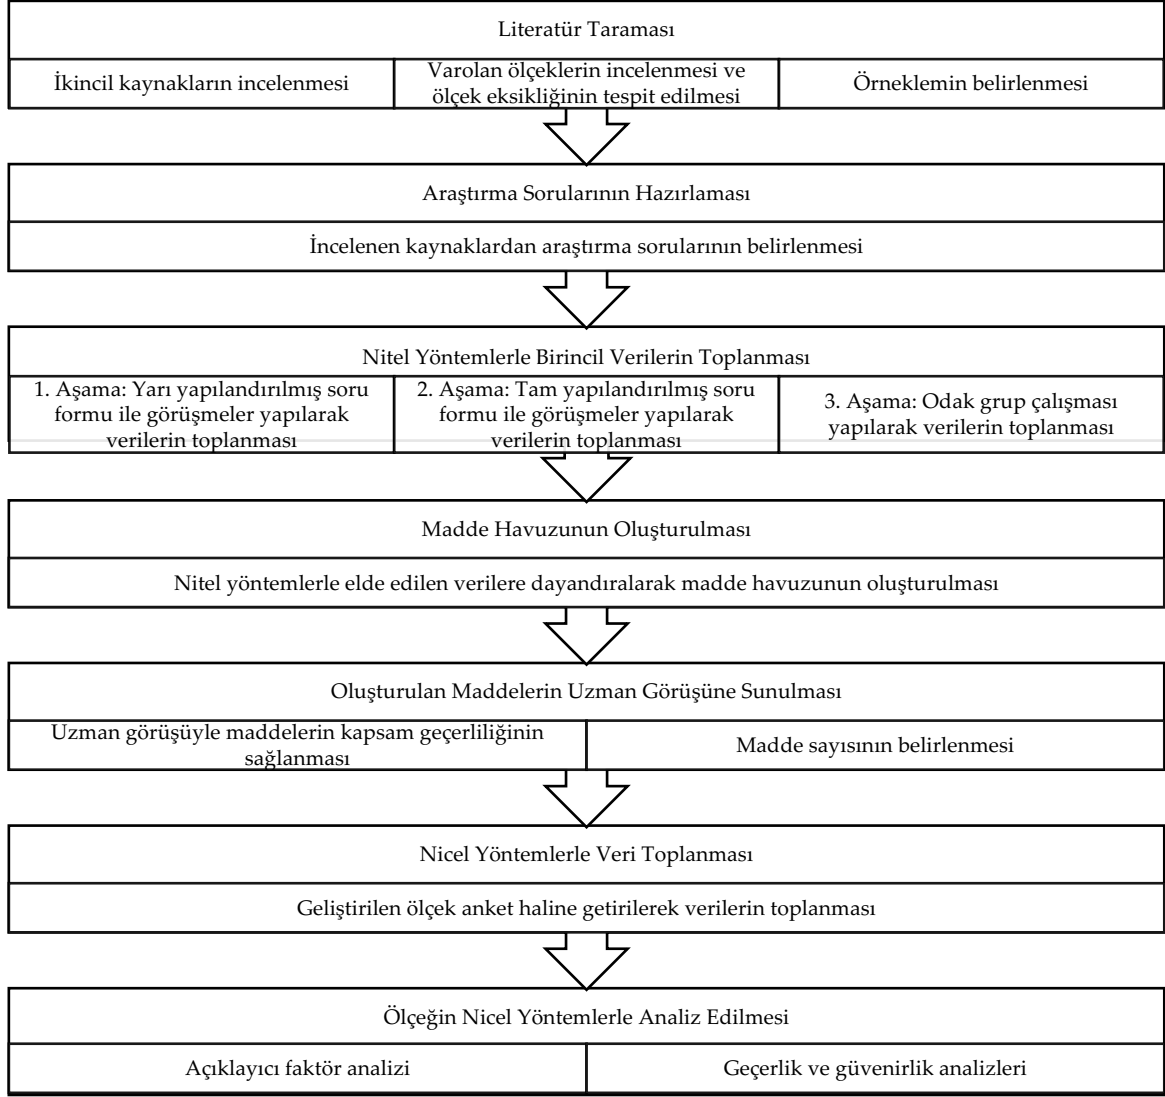 Literatür Taraması
İkincil kaynakların incelenmesi
Varolan ölçeklerin incelenmesi ve
ölçek eksikliğinin tespit edilmesi
Örneklemin belirlenmesi
Araştırma Sorularının Hazırlaması
İncelenen kaynaklardan araştırma sorularının belirlenmesi
Nitel Yöntemlerle Birincil Verilerin Toplanması
1. Aşama: Yarı yapılandırılmış soru
formu ile görüşmeler yapılarak
verilerin toplanması
2. Aşama: Tam yapılandırılmış soru
formu ile görüşmeler yapılarak
verilerin toplanması
3. Aşama: Odak grup çalışması
yapılarak verilerin toplanması
Madde Havuzunun Oluşturulması
Nitel yöntemlerle elde edilen verilere dayandıralarak madde havuzunun oluşturulması
Oluşturulan Maddelerin Uzman Görüşüne Sunulması
Uzman görüşüyle maddelerin kapsam geçerliliğinin
sağlanması
Madde sayısının belirlenmesi
Nicel Yöntemlerle Veri Toplanması
Geliştirilen ölçek anket haline getirilerek verilerin toplanması
Ölçeğin Nicel Yöntemlerle Analiz Edilmesi
Açıklayıcı faktör analizi
Geçerlik ve güvenirlik analizleri